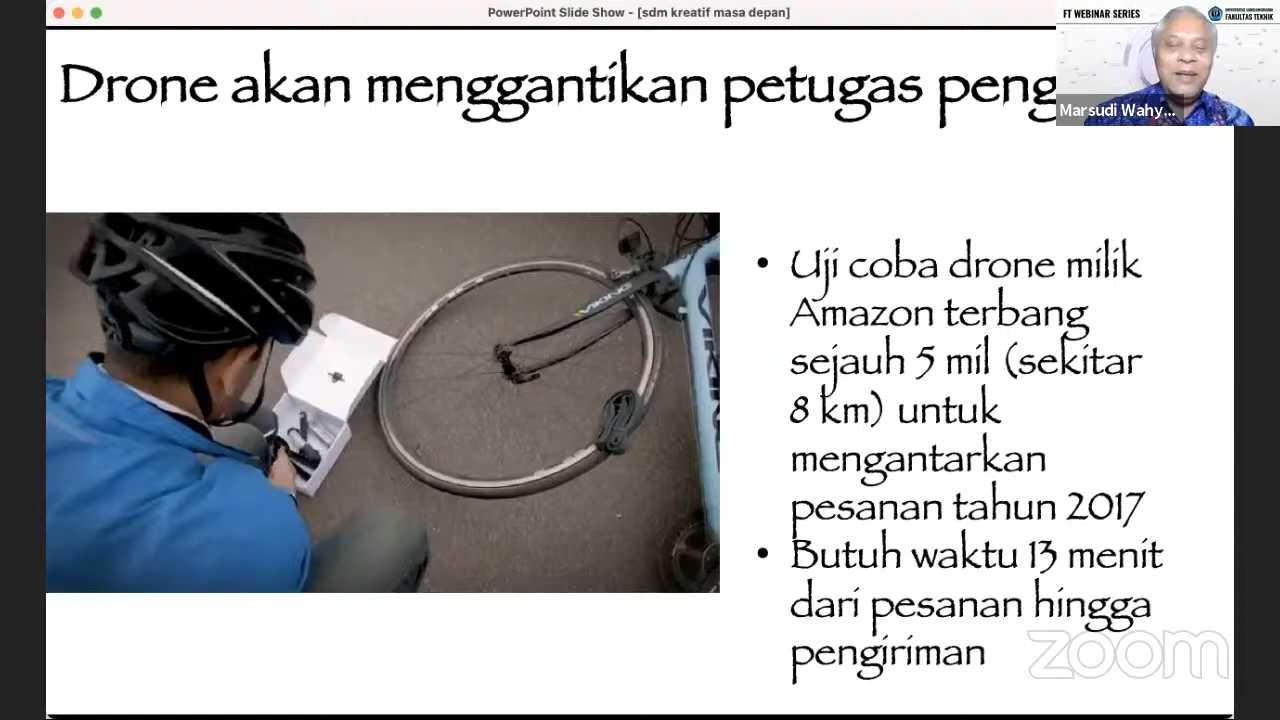 PowerPoint Slide Show - [sdm kreatif masa depan]
FT WEBINAR SERIES
FAKULTAS TEKNIK
Marsudi Wahy...
Drone akan menggantikan petugas peng
VIKING
• Uji coba drone milik
Amazon terbang
sejauh 5 mil (sekitar
8 km) untuk
mengantarkan
pesanan tahun 2017
• Butuh waktu 13 menit
dari pesanan hingga
pengiriman
zoom